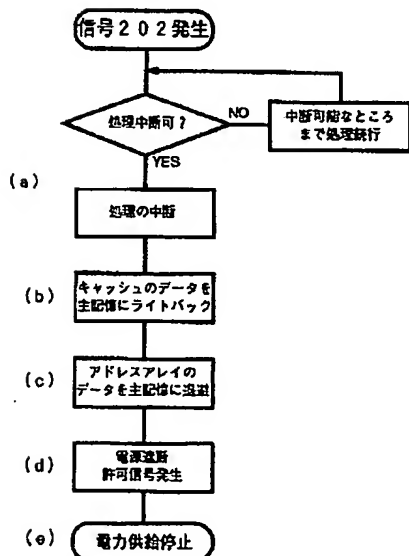 信号202発生
処理中断可?
NO
中断可能なところ
まで処理続行
YES
(a)
処理の中断
(b)
キャッシュのデータを
主記憶にライトバック
(c)
アドレスアレイの
データを主記憶に退避
(d)
電源遮断
許可信号発生
(e)
電力供給停止